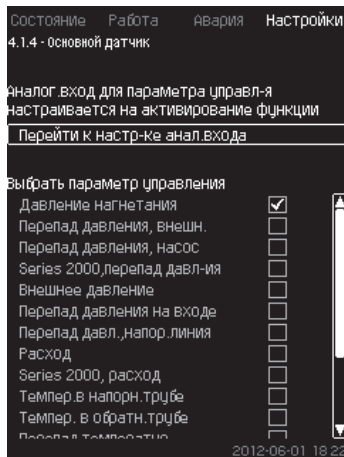 Состояние Работа Авария Настройки
4.1.4 - Основной датчик
Аналог.вход для параметра управл-я
настраивается на активирование функции
Перейти к настр-ке анал.входа
Выбрать параметр управления
Давление нагнетания
Перепад давления, внешн.
Перепад давления, насос
Series 2000,перепад давл-ия
Внешнее давление
Перепад давления на входе
Перепад давл.,напор.линия
Расход
Series 2000, расход
Темпер.в напорн.трубе
Темпер. в обратн.трубе
Перепад температур
2012-06-01 18:22